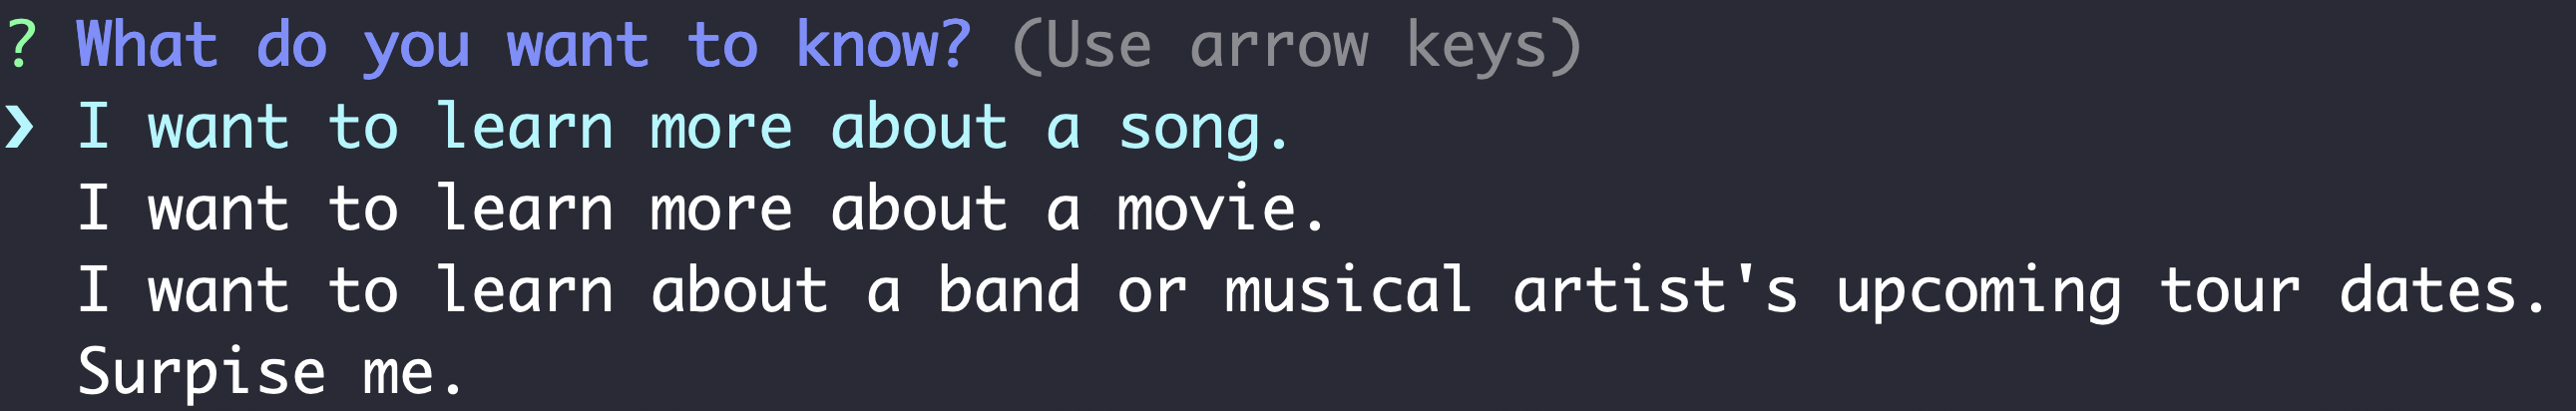 ? What do you want to know? (Use arrow keys)
❯ I want to learn more about a song.
I want to learn more about a movie.
I want to learn about a band or musical artist's upcoming tour dates.
Surpise me.